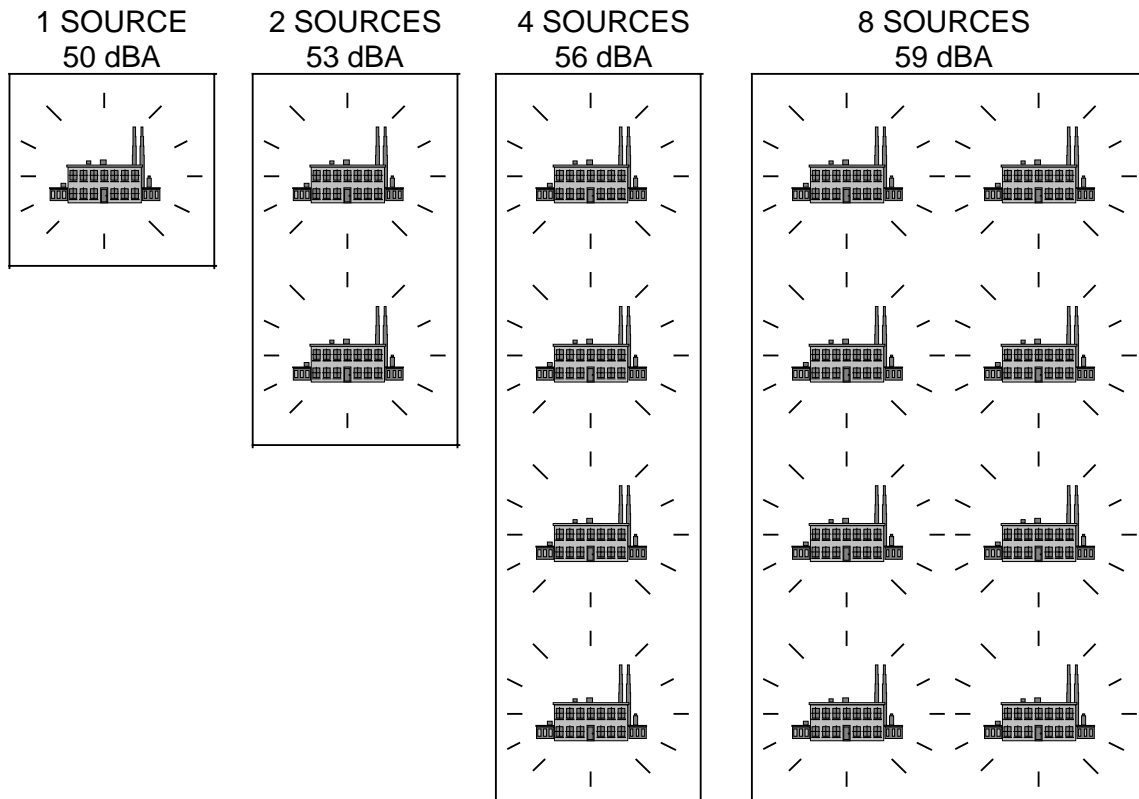 1 SOURCE
50 dBA
2 SOURCES
53 dBA
4 SOURCES
56 dBA
8 SOURCES
59 dBA